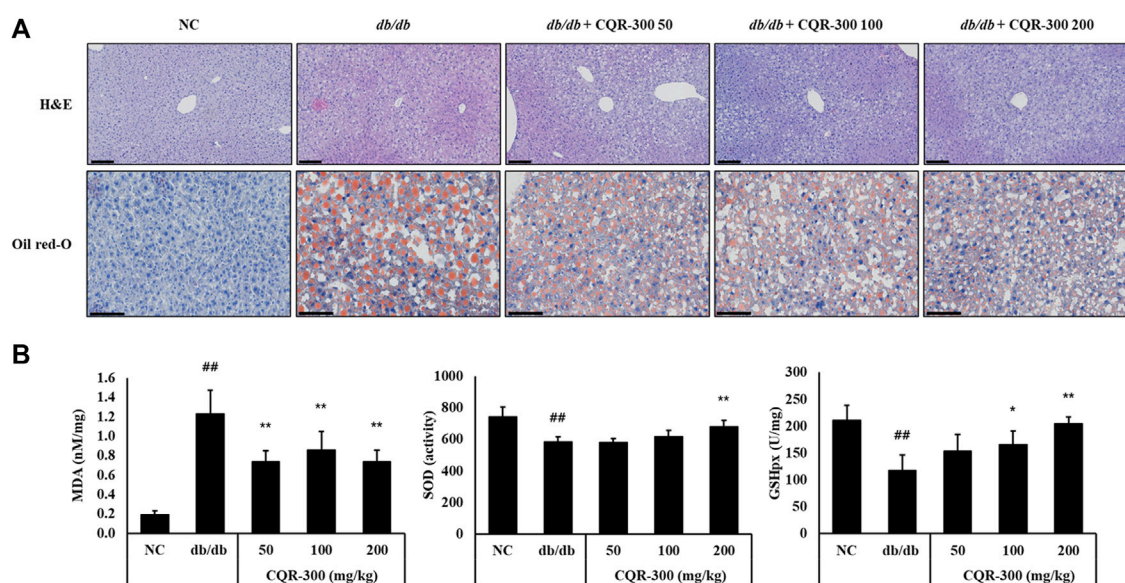 A
NC
db/db
db/db + CQR-300 50
db/db + CQR-300 100
db/db + CQR-300 200
H&E
Oil red-O
B
MDA (nM/mg)
1.6
1.4
1.2
1.0
0.8
0.6
0.4
0.2
0.0
##
**
**
**
NC
db/db
50
100
200
CQR-300 (mg/kg)
SOD (activity)
1000
800
600
400
200
0
##
**
NC
db/db
50
100
200
CQR-300 (mg/kg)
GSHpx (U/mg)
300
250
200
150
100
50
0
##
*
**
NC
db/db
50
100
200
CQR-300 (mg/kg)